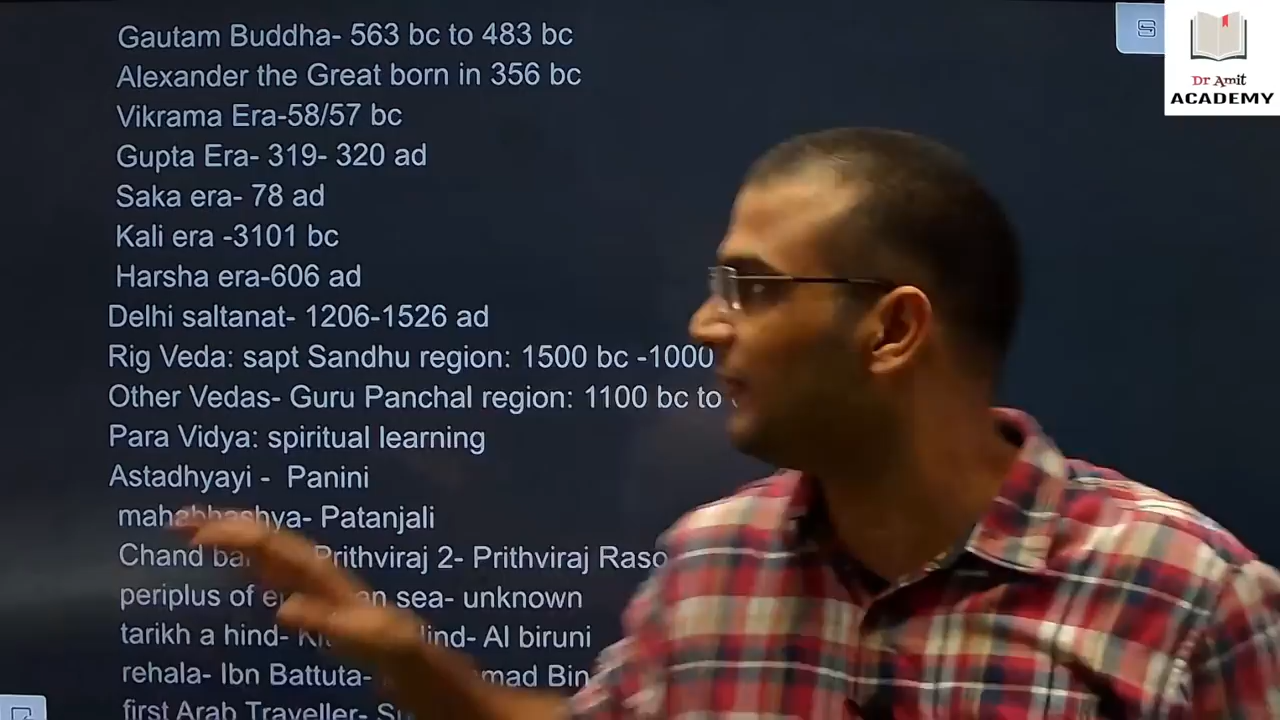 Gautam Buddha- 563 bc to 483 bc
Alexander the Great born in 356 bc
Vikrama Era-58/57 bc
Gupta Era- 319- 320 ad
Saka era- 78 ad
Kali era -3101 bc
Harsha era-606 ad
Delhi saltanat- 1206-1526 ad
Rig Veda: sapt Sandhu region: 1500 bc -1000
Other Vedas- Guru Panchal region: 1100 bc to
Para Vidya: spiritual learning
Astadhyayi - Panini
mahabhashya- Patanjali
Chand Prithviraj 2- Prithviraj Raso
periplus of sea- unknown
tarikh a hind- Al biruni
rehala- Ibn Battuta- Bin
first Arab Traveller-
Dr Amit
ACADEMY